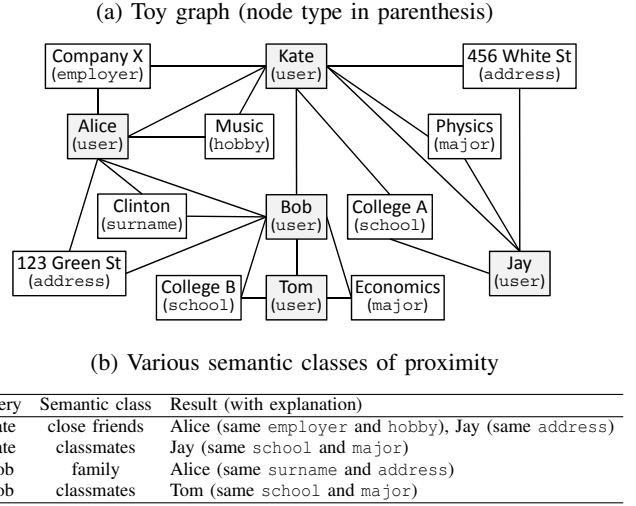 (a) Toy graph (node type in parenthesis)
Company X
(employer)
Kate
(user)
456 White St
(address)
Alice
(user)
Music
(hobby)
Physics
(major)
Clinton
(surname)
Bob
(user)
College A
(school)
123 Green St
(address)
College B
(school)
Tom
(user)
Economics
(major)
Jay
(user)
(b) Various semantic classes of proximity
ery Semantic class Result (with explanation)
ate close friends Alice (same employer and hobby), Jay (same address)
ate classmates Jay (same school and major)
ob family Alice (same surname and address)
ob classmates Tom (same school and major)